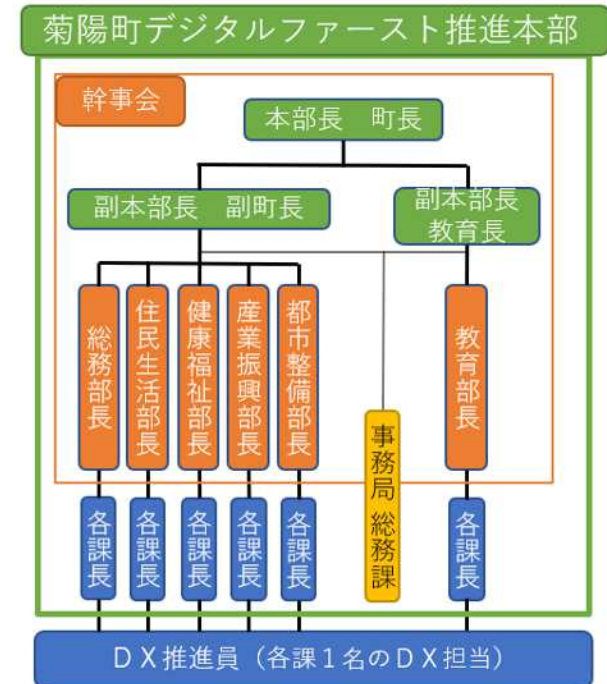 菊陽町デジタルファースト推進本部
幹事会
本部長　町長
副本部長　副町長
副本部長
教育長
総務部長
住民生活部長
健康福祉部長
産業振興部長
都市整備部長
教育部長
事務局　総務課
各課長
各課長
各課長
各課長
各課長
各課長
ＤＸ推進員（各課１名のＤＸ担当）